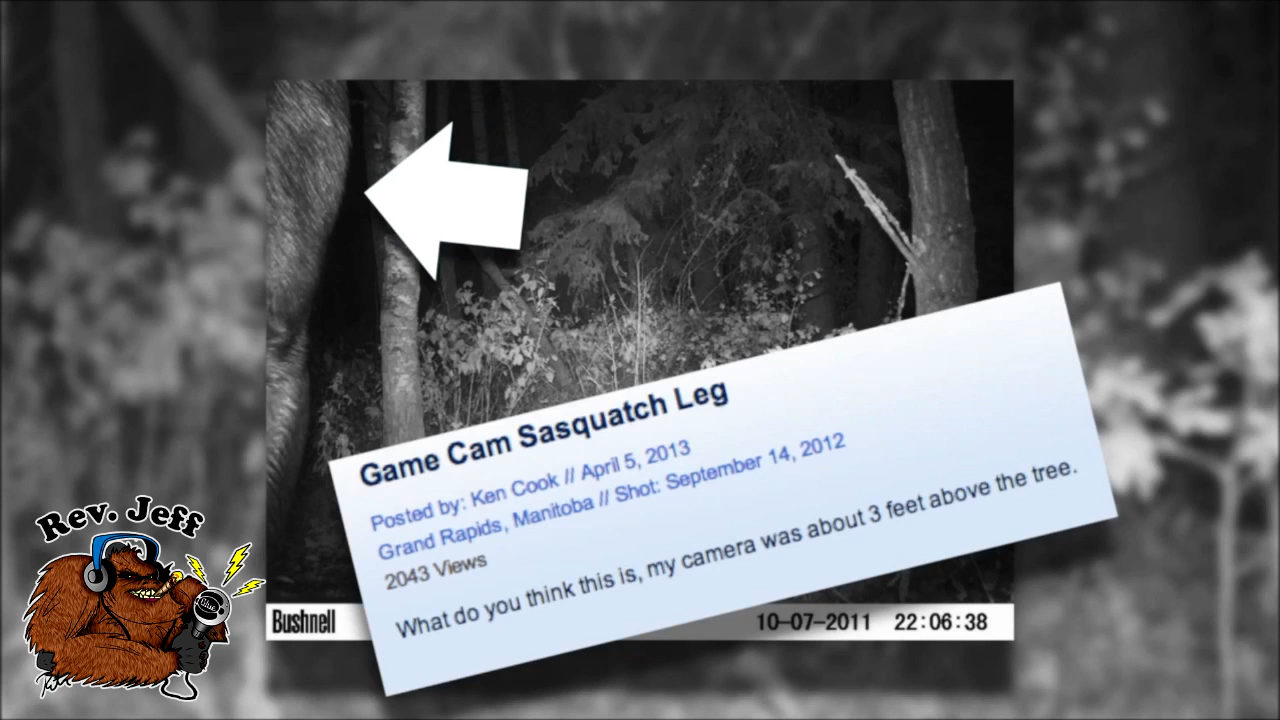 Game Cam Sasquatch Leg
Posted by: Ken Cook // April 5, 2013
Grand Rapids, Manitoba // Shot: September 14, 2012
2043 Views
What do you think this is, my camera was about 3 feet above the tree.
Rev. Jeff
Blue
Bushnell
10-07-2011 22:06:38